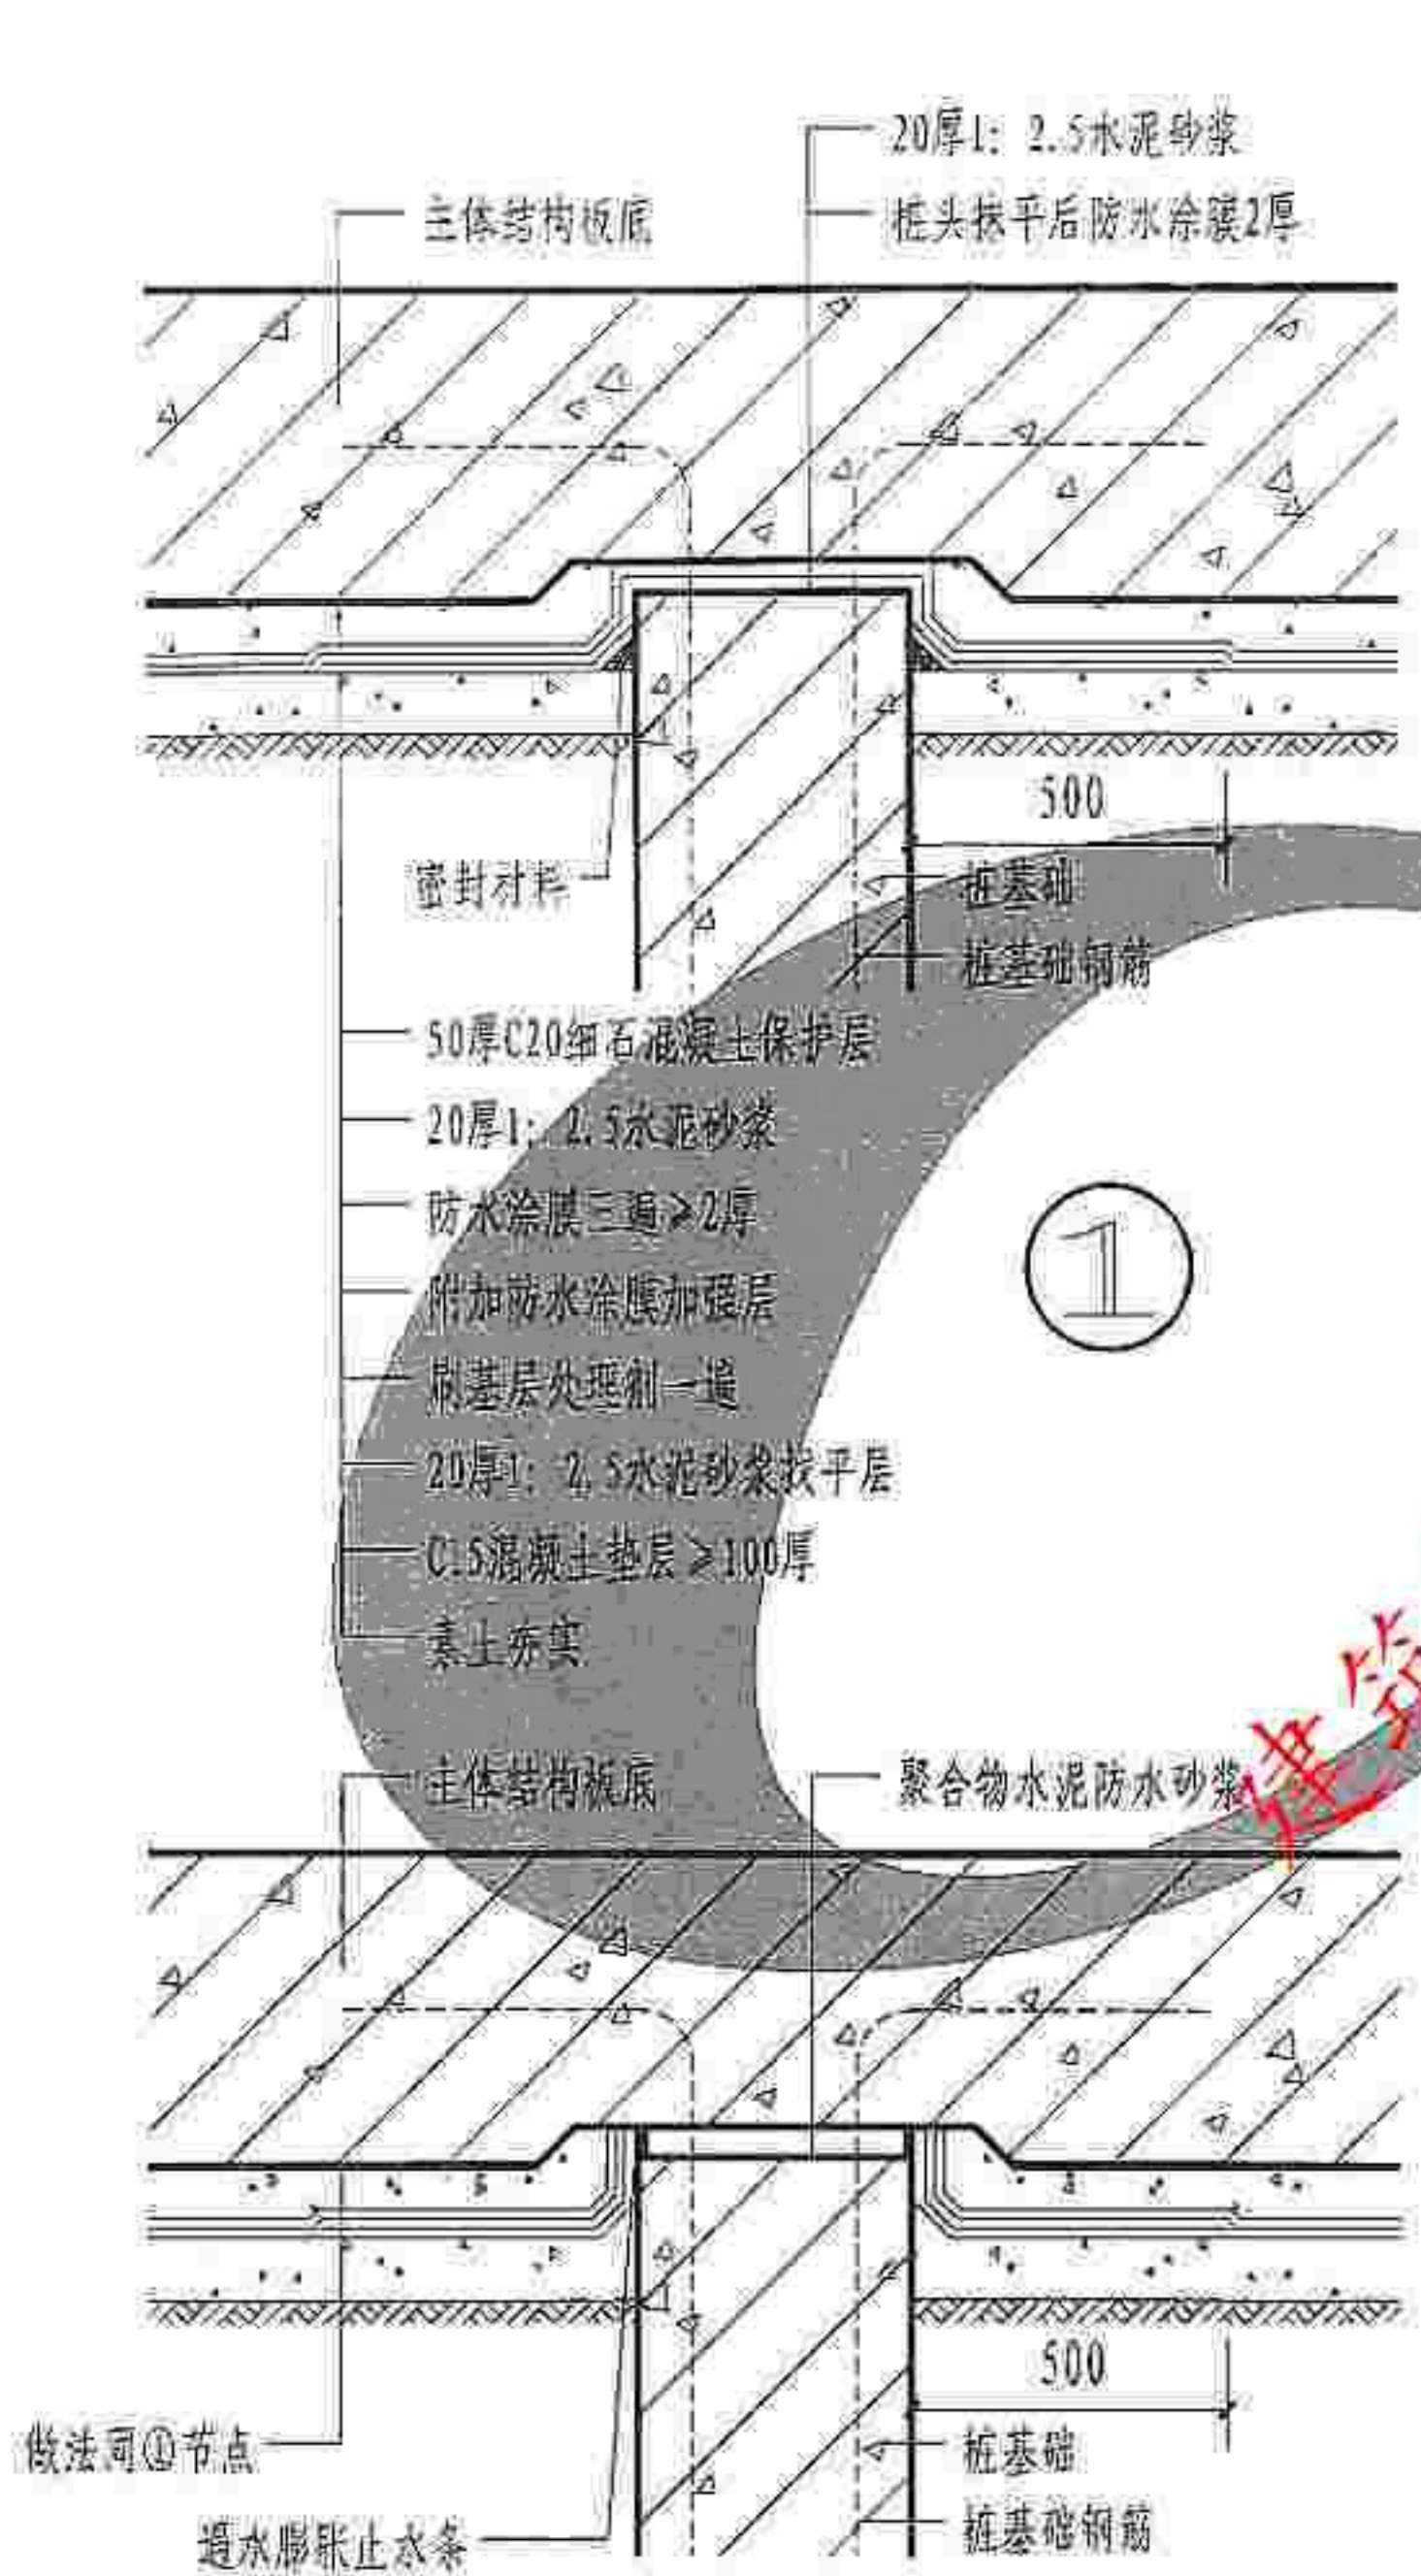 20厚1：2.5水泥砂浆
主体结构板底
桩头抹平后防水涂膜2厚
500
密封材料
桩基础
桩基础钢筋
50厚C20细石混凝土保护层
20厚1：2.5水泥砂浆
防水涂膜三遍≥2厚
1
附加防水涂膜加强层
刷基层处理剂一遍
20厚1：2.5水泥砂浆找平层
C15混凝土垫层≥100厚
素土夯实
主体结构板底
聚合物水泥防水砂浆
500
做法同①节点
桩基础
桩基础钢筋
遇水膨胀止水条